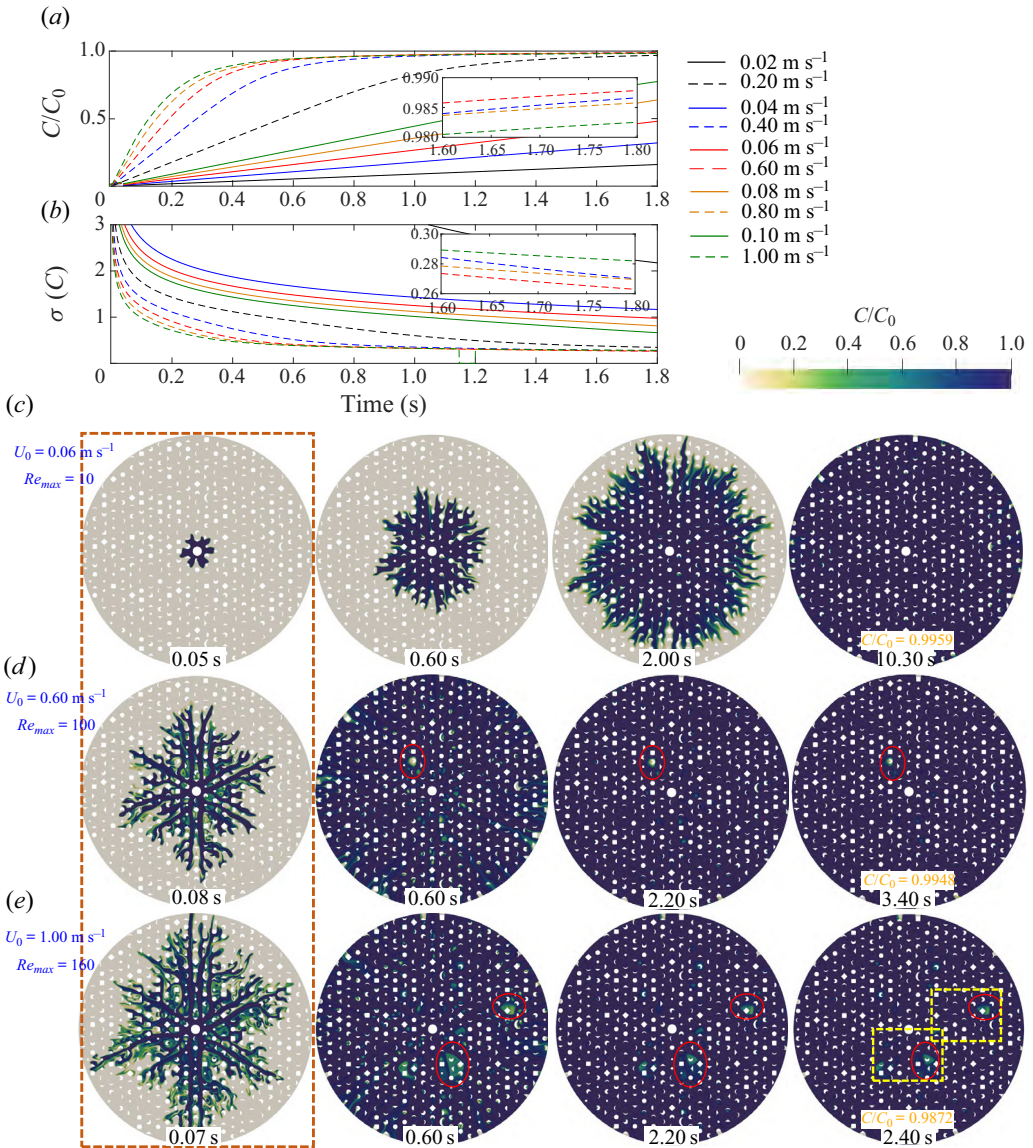 (a)
1.0
0.5
0
C/C0
0.990
0.985
0.980
1.60 1.65 1.70 1.75 1.80
0.2 0.4 0.6 0.8 1.0 1.2 1.4 1.6 1.8
0.02 m s−1
0.20 m s−1
0.04 m s−1
0.40 m s−1
0.06 m s−1
0.60 m s−1
0.08 m s−1
0.80 m s−1
0.10 m s−1
1.00 m s−1
(b)
3
2
1
σ (C)
0.30
0.28
0.26
1.60 1.65 1.70 1.75 1.80
0 0.2 0.4 0.6 0.8 1.0 1.2 1.4 1.6 1.8
Time (s)
C/C0
0 0.2 0.4 0.6 0.8 1.0
(c)
U0 = 0.06 m s−1
Remax = 10
C/C0 = 0.9959
0.05 s 0.60 s 2.00 s 10.30 s
(d)
U0 = 0.60 m s−1
Remax = 100
C/C0 = 0.9948
0.08 s 0.60 s 2.20 s 3.40 s
(e)
U0 = 1.00 m s−1
Remax = 160
C/C0 = 0.9872
0.07 s 0.60 s 2.20 s 2.40 s